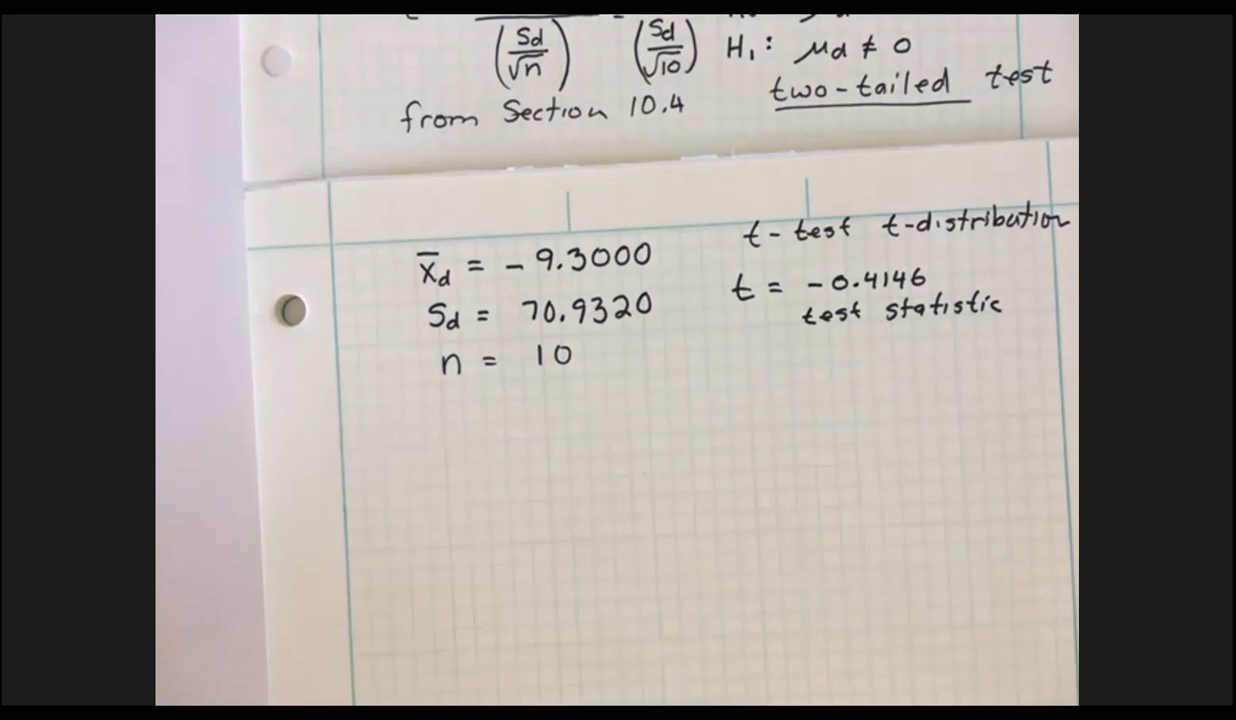 (Sd/√n) (Sd/√10) H₁: μd ≠ 0
from Section 10.4 two-tailed test
t-test t-distribution
x̄d = -9.3000
t = -0.4146
Sd = 70.9320
test statistic
n = 10